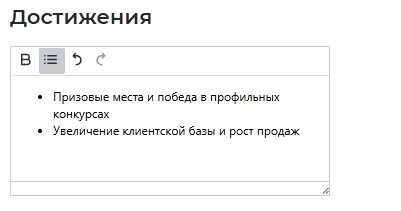 Достижения
B
• Призовые места и победа в профильных
конкурсах
• Увеличение клиентской базы и рост продаж